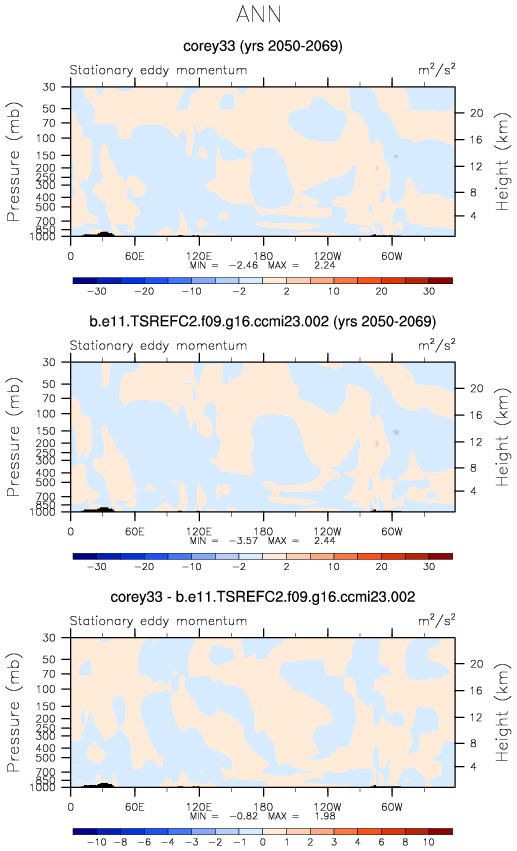 ANN
corey33 (yrs 2050-2069)
Stationary eddy momentum m²/s²
Pressure (mb)
30
50
70
100
150
200
250
300
400
500
700
850
1000
20
16
12
8
4
Height (km)
0 60E 120E 180 120W 60W
MIN = -2.46 MAX = 2.24
-30 -20 -10 -5 -2 2 5 10 20 30
b.e11.TSREFC2.f09.g16.ccmi23.002 (yrs 2050-2069)
Stationary eddy momentum m²/s²
Pressure (mb)
30
50
70
100
150
200
250
300
400
500
700
850
1000
20
16
12
8
4
Height (km)
0 60E 120E 180 120W 60W
MIN = -3.57 MAX = 2.44
-30 -20 -10 -5 -2 2 5 10 20 30
corey33 - b.e11.TSREFC2.f09.g16.ccmi23.002
Stationary eddy momentum m²/s²
Pressure (mb)
30
50
70
100
150
200
250
300
400
500
700
850
1000
20
16
12
8
4
Height (km)
0 60E 120E 180 120W 60W
MIN = -0.82 MAX = 1.98
-10 -8 -6 -4 -3 -2 -1 0 1 2 3 4 6 8 10